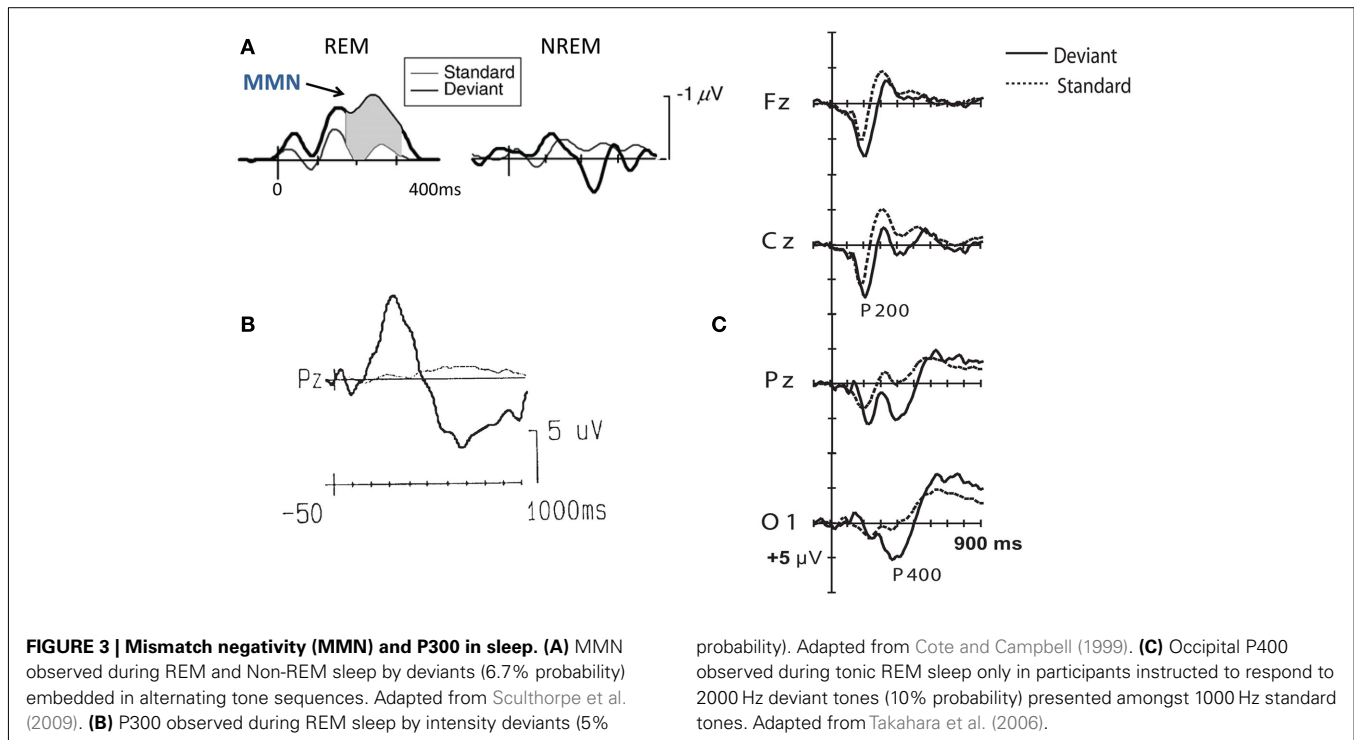 A
REM
NREM
MMN
Standard
Deviant
-1 μV
0
400ms
B
Pz
5 uV
-50
1000ms
C
Deviant
Standard
Fz
Cz
P200
Pz
O1
+5 μV
900 ms
P400
FIGURE 3 | Mismatch negativity (MMN) and P300 in sleep. (A) MMN
observed during REM and Non-REM sleep by deviants (6.7% probability)
embedded in alternating tone sequences. Adapted from Sculthorpe et al.
(2009). (B) P300 observed during REM sleep by intensity deviants (5%
probability). Adapted from Cote and Campbell (1999). (C) Occipital P400
observed during tonic REM sleep only in participants instructed to respond to
2000 Hz deviant tones (10% probability) presented amongst 1000 Hz standard
tones. Adapted from Takahara et al. (2006).